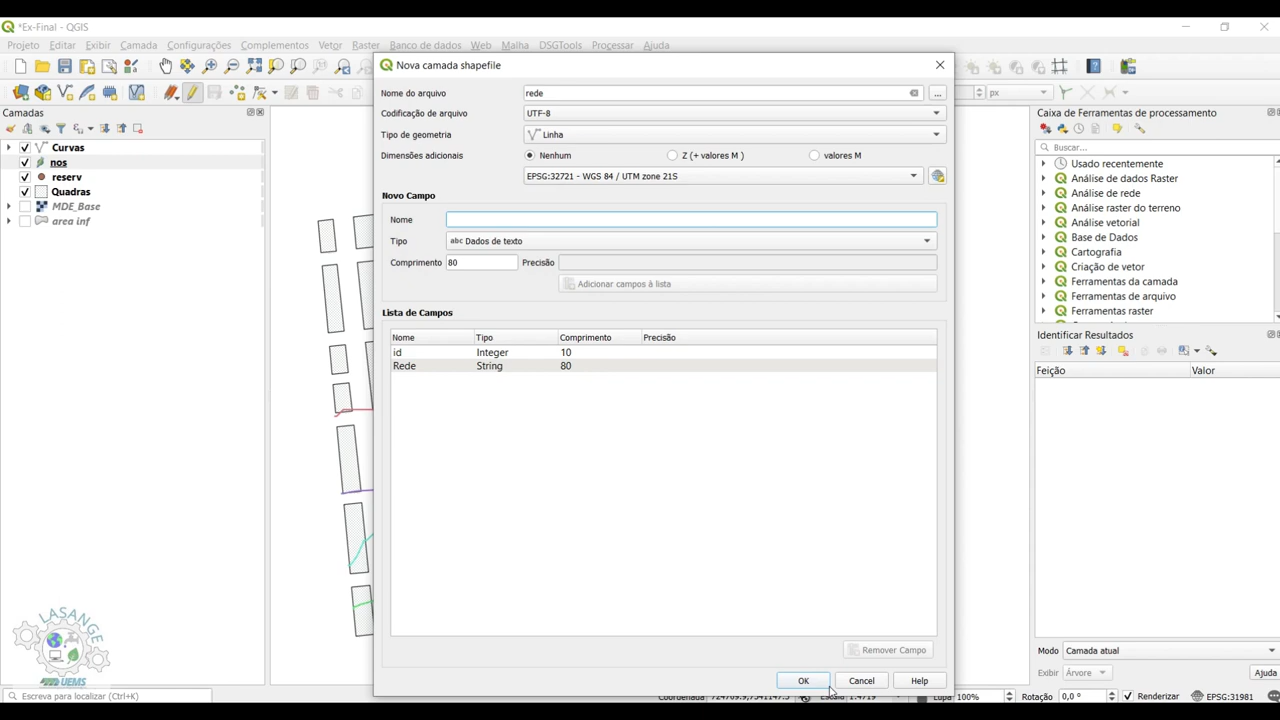 *Ex-Final - QGIS
Projeto Editar Exibir Camada Configurações Complementos Vetor Raster Banco de dados Web Malha DSGTools Processar Ajuda
Nova camada shapefile
Nome do arquivo rede ...
Codificação de arquivo UTF-8
Tipo de geometria Linha
Dimensões adicionais Nenhum Z (+ valores M ) valores M
EPSG:32721 - WGS 84 / UTM zone 21S
Novo Campo
Nome
Tipo abc Dados de texto
Comprimento 80 Precisão
Adicionar campos à lista
Lista de Campos
Nome Tipo Comprimento Precisão
id Integer 10
Rede String 80
Remover Campo
OK Cancel Help
Camadas
Curvas
nos
reserv
Quadras
MDE_Base
area inf
px
Caixa de Ferramentas de processamento
Buscar...
Usado recentemente
Análise de dados Raster
Análise de rede
Análise raster do terreno
Análise vetorial
Base de Dados
Cartografia
Criação de vetor
Ferramentas da camada
Ferramentas de arquivo
Ferramentas raster
Identificar Resultados
Feição Valor
Modo Camada atual
Exibir Árvore Ajuda
LASANGE
UEMS
Escreva para localizar (Ctrl+K)
Lupa 100% Rotação 0,0 ° Renderizar EPSG:31981